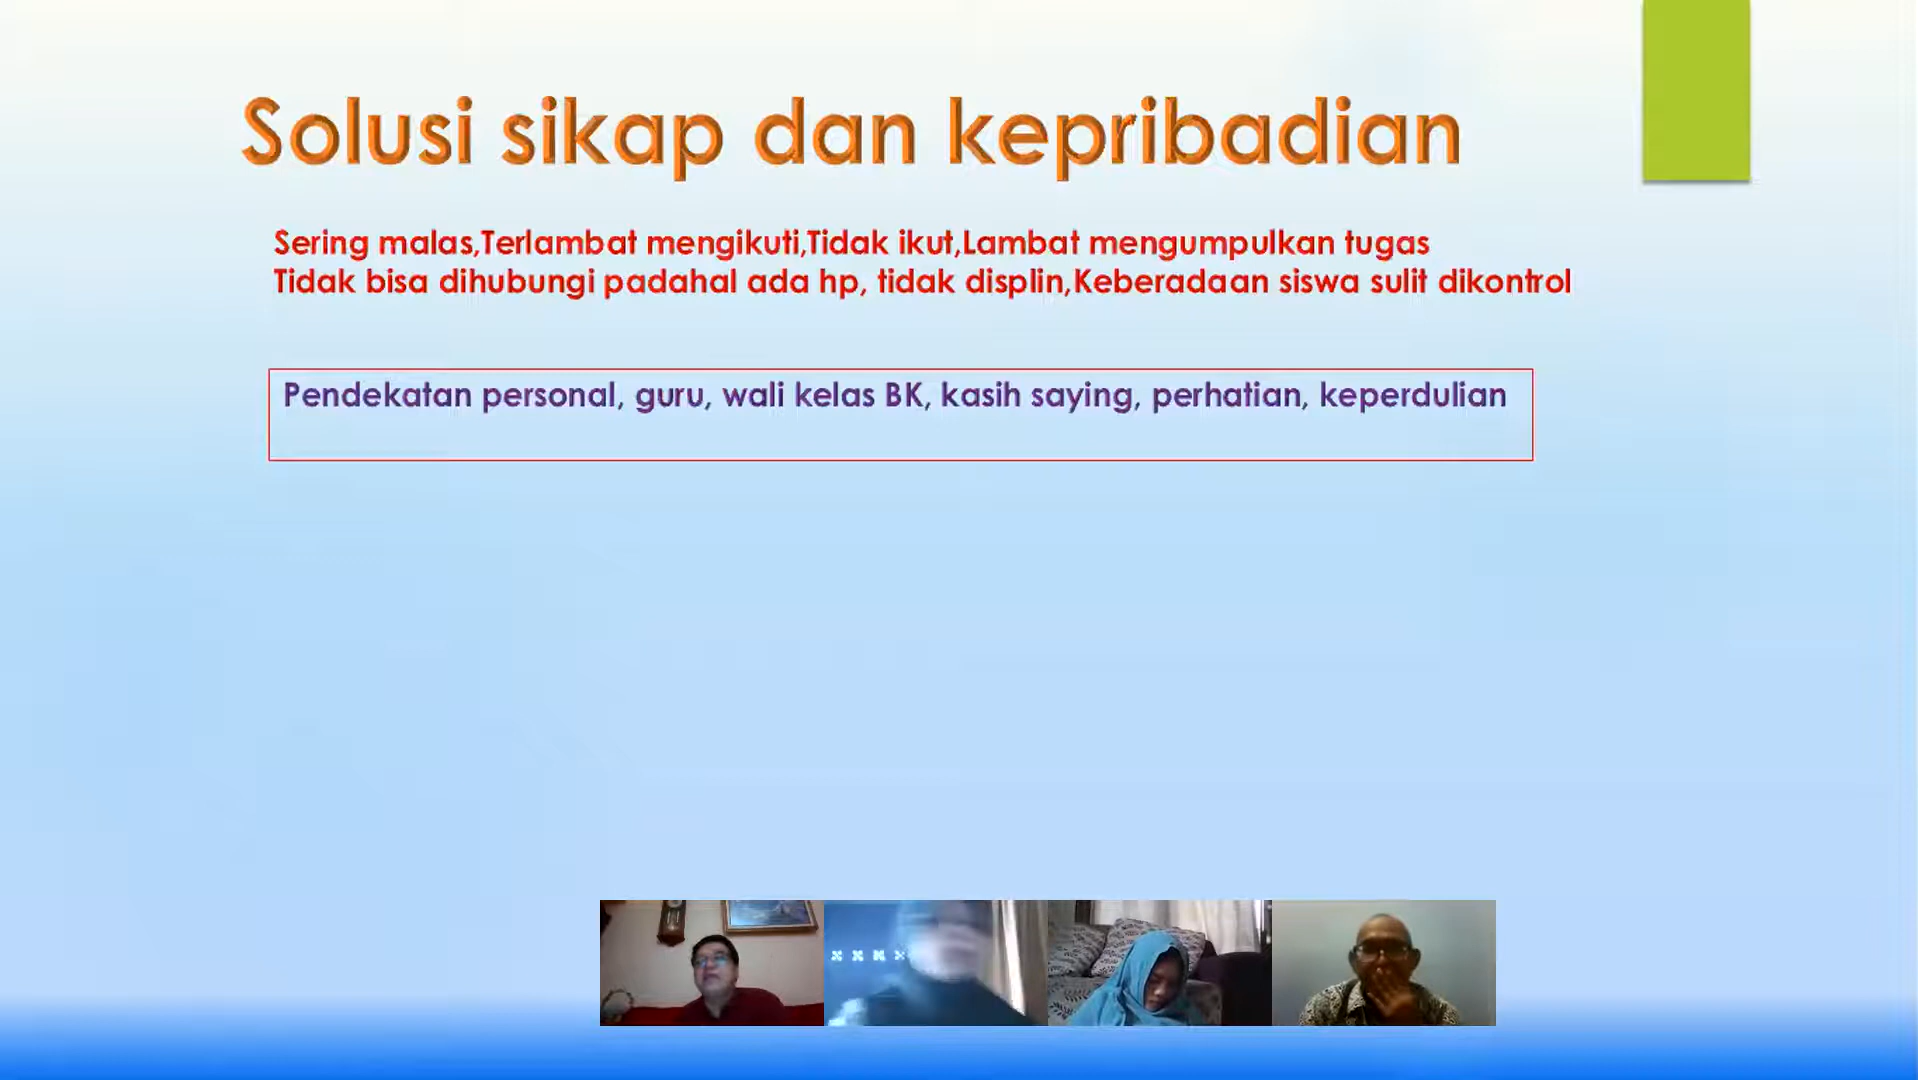 Solusi sikap dan kepribadian
Sering malas,Terlambat mengikuti,Tidak ikut,Lambat mengumpulkan tugas
Tidak bisa dihubungi padahal ada hp, tidak displin,Keberadaan siswa sulit dikontrol
Pendekatan personal, guru, wali kelas BK, kasih saying, perhatian, keperdulian